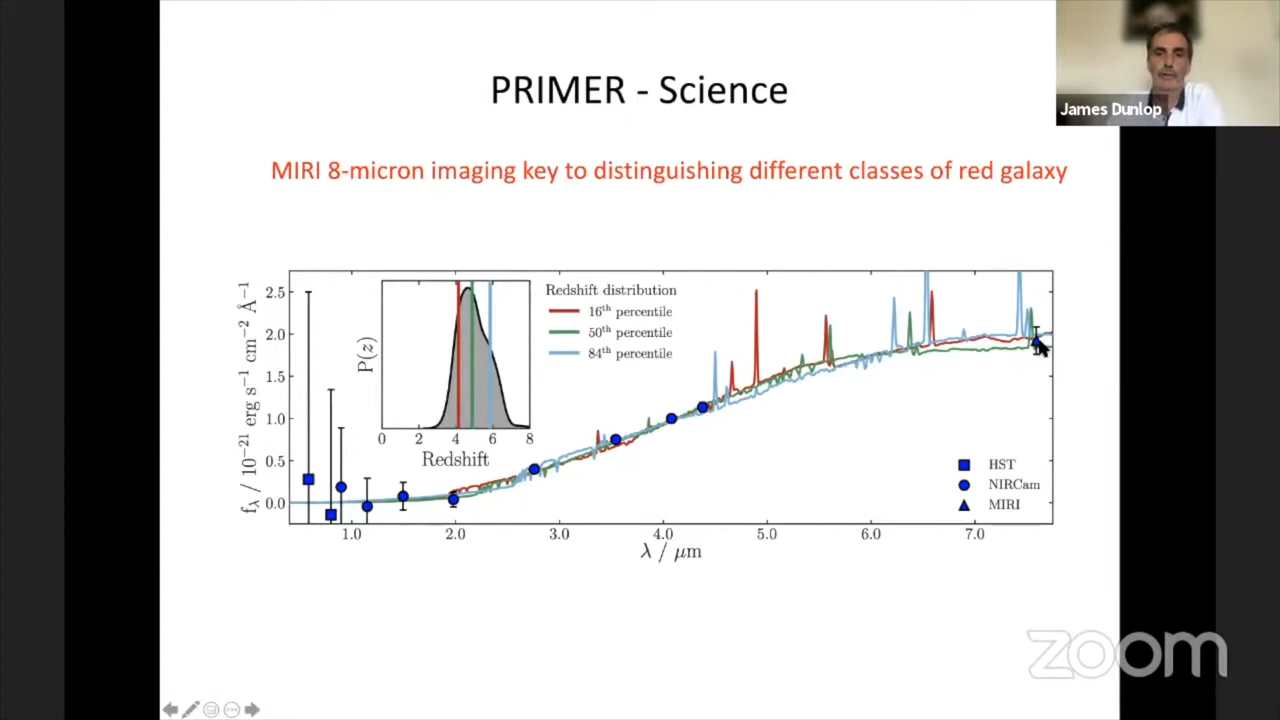 PRIMER - Science
James Dunlop
MIRI 8-micron imaging key to distinguishing different classes of red galaxy
f_λ / 10⁻²¹ erg s⁻¹ cm⁻² Å⁻¹
2.5
2.0
1.5
1.0
0.5
0.0
P(z)
0 2 4 6 8
Redshift
Redshift distribution
16th percentile
50th percentile
84th percentile
HST
NIRCam
MIRI
1.0 2.0 3.0 4.0 5.0 6.0 7.0
λ / μm
zoom